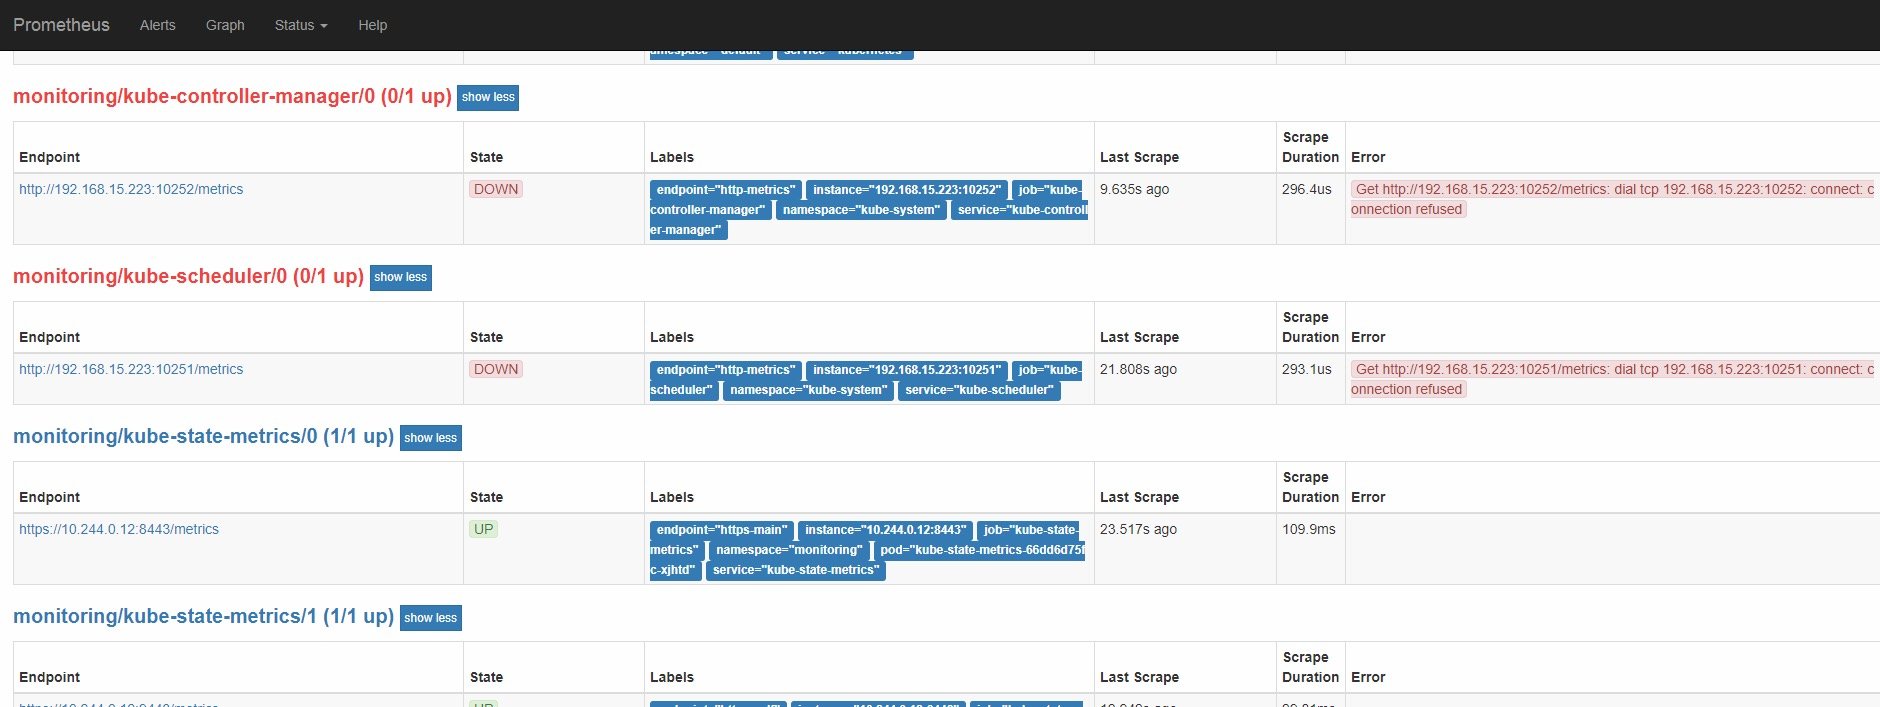 Prometheus Alerts Graph Status Help
monitoring/kube-controller-manager/0 (0/1 up) show less
Endpoint State Labels Last Scrape Scrape Duration Error
http://192.168.15.223:10252/metrics DOWN endpoint="http-metrics" instance="192.168.15.223:10252" job="kube- 9.635s ago 296.4us Get http://192.168.15.223:10252/metrics: dial tcp 192.168.15.223:10252: connect: c
controller-manager" namespace="kube-system" service="kube-controll onnection refused
er-manager"
monitoring/kube-scheduler/0 (0/1 up) show less
Endpoint State Labels Last Scrape Scrape Duration Error
http://192.168.15.223:10251/metrics DOWN endpoint="http-metrics" instance="192.168.15.223:10251" job="kube- 21.808s ago 293.1us Get http://192.168.15.223:10251/metrics: dial tcp 192.168.15.223:10251: connect: c
scheduler" namespace="kube-system" service="kube-scheduler" onnection refused
monitoring/kube-state-metrics/0 (1/1 up) show less
Endpoint State Labels Last Scrape Scrape Duration Error
https://10.244.0.12:8443/metrics UP endpoint="https-main" instance="10.244.0.12:8443" job="kube-state- 23.517s ago 109.9ms
metrics" namespace="monitoring" pod="kube-state-metrics-66dd6d75f
c-xjhtd" service="kube-state-metrics"
monitoring/kube-state-metrics/1 (1/1 up) show less
Endpoint State Labels Last Scrape Scrape Duration Error